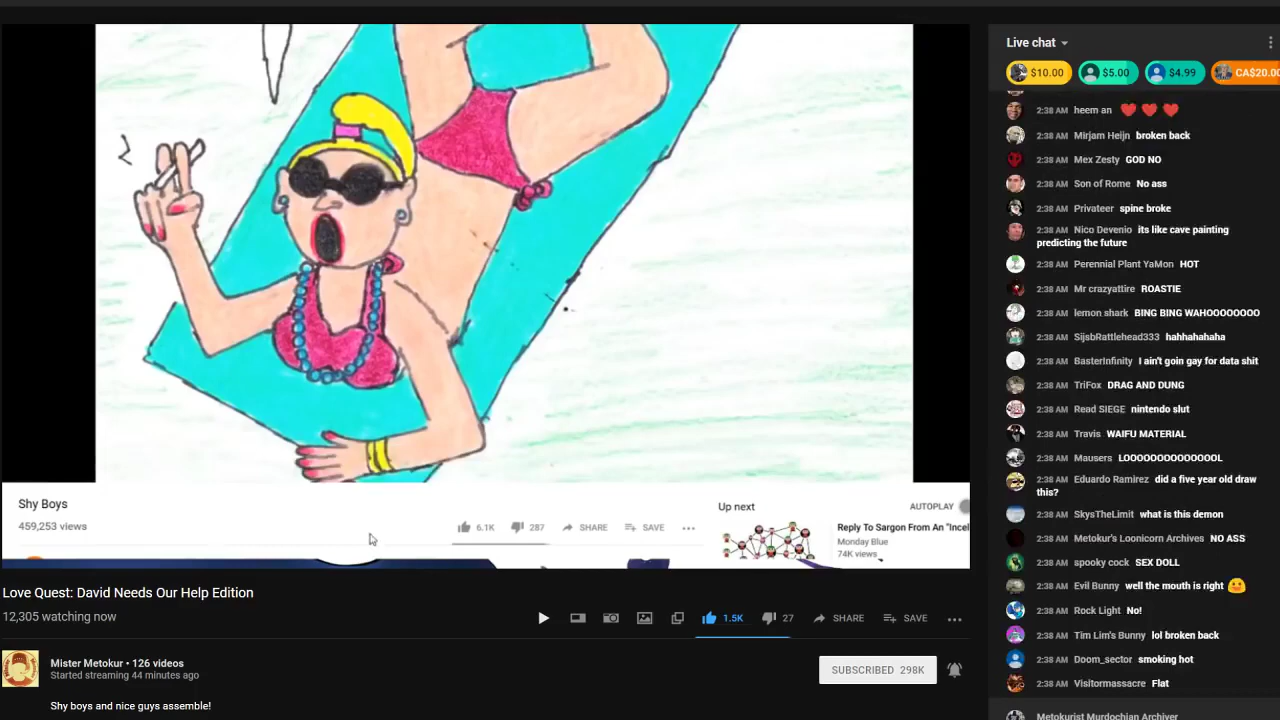 Live chat
$10.00
$5.00
$4.99
CA$20.00
2:38 AM heem an
2:38 AM Mirjam Heijn broken back
2:38 AM Mex Zesty GOD NO
2:38 AM Son of Rome No ass
2:38 AM Privateer spine broke
2:38 AM Nico Devenio its like cave painting
predicting the future
2:38 AM Perennial Plant YaMon HOT
2:38 AM Mr crazyattire ROASTIE
2:38 AM lemon shark BING BING WAHOOOOOOOO
2:38 AM SijsbRattlehead333 hahhahahaha
2:38 AM BasterInfinity I ain't goin gay for data shit
2:38 AM TriFox DRAG AND DUNG
2:38 AM Read SIEGE nintendo slut
2:38 AM Travis WAIFU MATERIAL
2:38 AM Mausers LOOOOOOOOOOOOOL
2:38 AM Eduardo Ramirez did a five year old draw
this?
2:38 AM SkysTheLimit what is this demon
2:38 AM Metokur's Loonicorn Archives NO ASS
2:38 AM spooky cock SEX DOLL
2:38 AM Evil Bunny well the mouth is right
2:38 AM Rock Light No!
2:38 AM Tim Lim's Bunny lol broken back
2:38 AM Doom_sector smoking hot
2:38 AM Visitormassacre Flat
Metokurist Murdochian Archiver
Shy Boys
459,253 views
6.1K
287
SHARE
SAVE
Up next
AUTOPLAY
Reply To Sargon From An "Incel
Monday Blue
74K views
Love Quest: David Needs Our Help Edition
12,305 watching now
1.5K
27
SHARE
SAVE
Mister Metokur • 126 videos
Started streaming 44 minutes ago
SUBSCRIBED 298K
Shy boys and nice guys assemble!